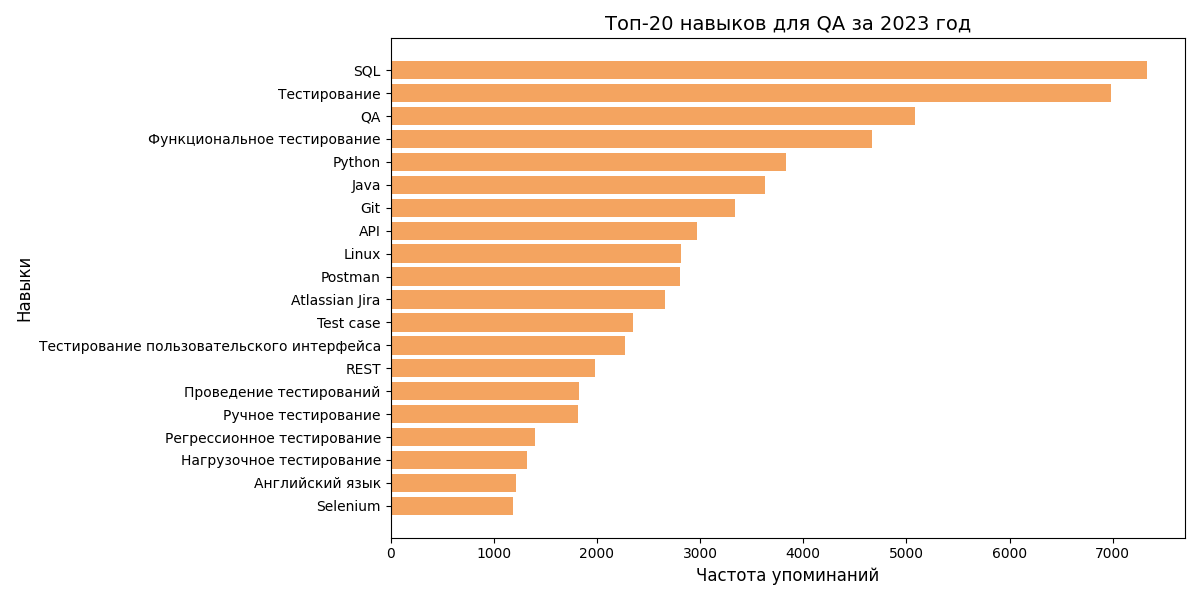 Топ-20 навыков для QA за 2023 год
Навыки
SQL
Тестирование
QA
Функциональное тестирование
Python
Java
Git
API
Linux
Postman
Atlassian Jira
Test case
Тестирование пользовательского интерфейса
REST
Проведение тестирований
Ручное тестирование
Регрессионное тестирование
Нагрузочное тестирование
Английский язык
Selenium
0 1000 2000 3000 4000 5000 6000 7000
Частота упоминаний